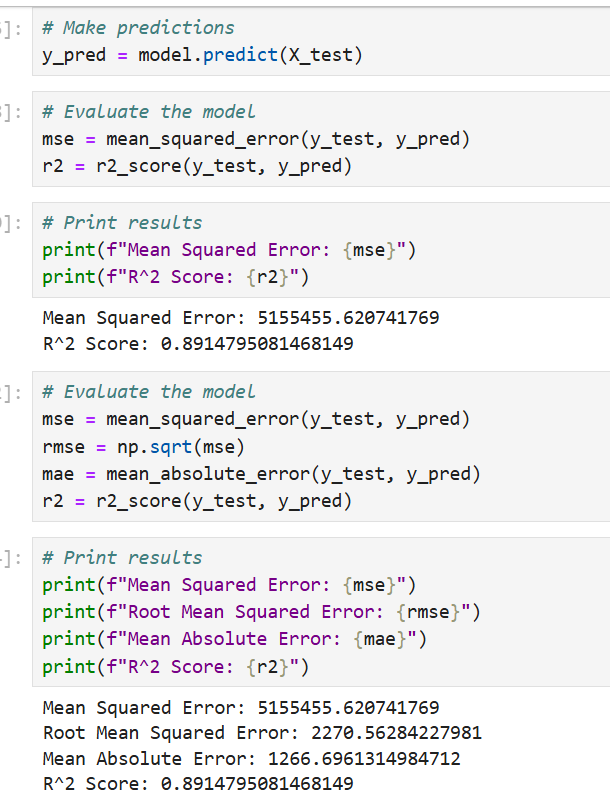 ]: # Make predictions
y_pred = model.predict(X_test)
]: # Evaluate the model
mse = mean_squared_error(y_test, y_pred)
r2 = r2_score(y_test, y_pred)
]: # Print results
print(f"Mean Squared Error: {mse}")
print(f"R^2 Score: {r2}")
Mean Squared Error: 5155455.620741769
R^2 Score: 0.8914795081468149
]: # Evaluate the model
mse = mean_squared_error(y_test, y_pred)
rmse = np.sqrt(mse)
mae = mean_absolute_error(y_test, y_pred)
r2 = r2_score(y_test, y_pred)
]: # Print results
print(f"Mean Squared Error: {mse}")
print(f"Root Mean Squared Error: {rmse}")
print(f"Mean Absolute Error: {mae}")
print(f"R^2 Score: {r2}")
Mean Squared Error: 5155455.620741769
Root Mean Squared Error: 2270.56284227981
Mean Absolute Error: 1266.6961314984712
R^2 Score: 0.8914795081468149